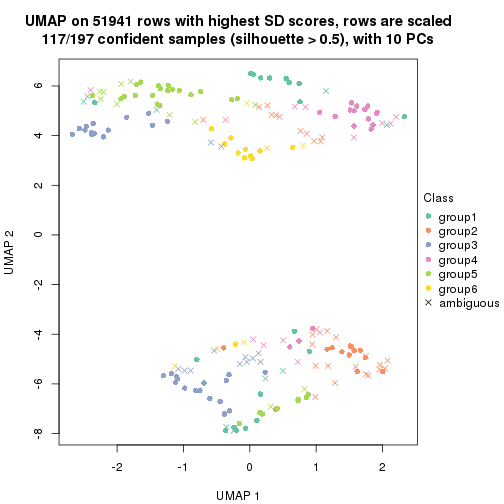 UMAP on 51941 rows with highest SD scores, rows are scaled
117/197 confident samples (silhouette > 0.5), with 10 PCs
6
4
2
0
-2
-4
-6
-8
UMAP 2
-2
-1
0
1
2
UMAP 1
Class
group1
group2
group3
group4
group5
group6
ambiguous